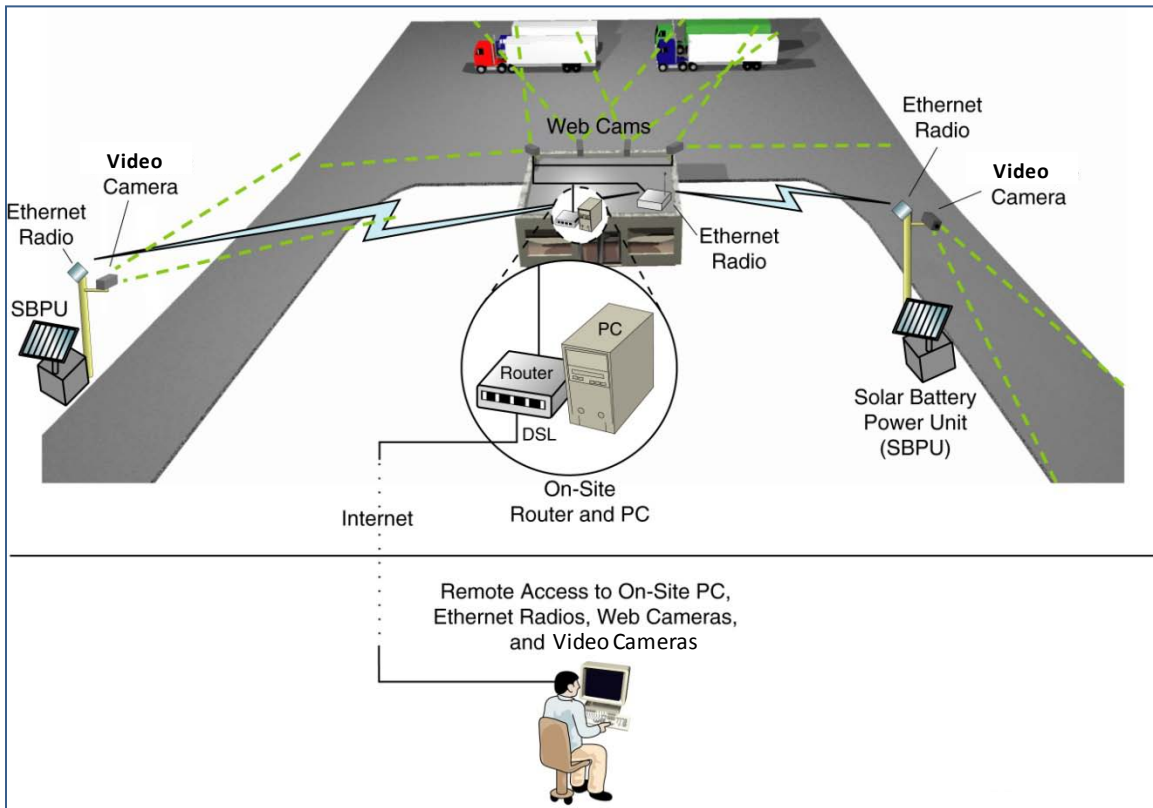 Web Cams
Ethernet
Radio
Video
Camera
Video
Camera
Ethernet
Radio
Ethernet
Radio
SBPU
PC
Router
DSL
Solar Battery
Power Unit
(SBPU)
On-Site
Router and PC
Internet
Remote Access to On-Site PC,
Ethernet Radios, Web Cameras,
and Video Cameras